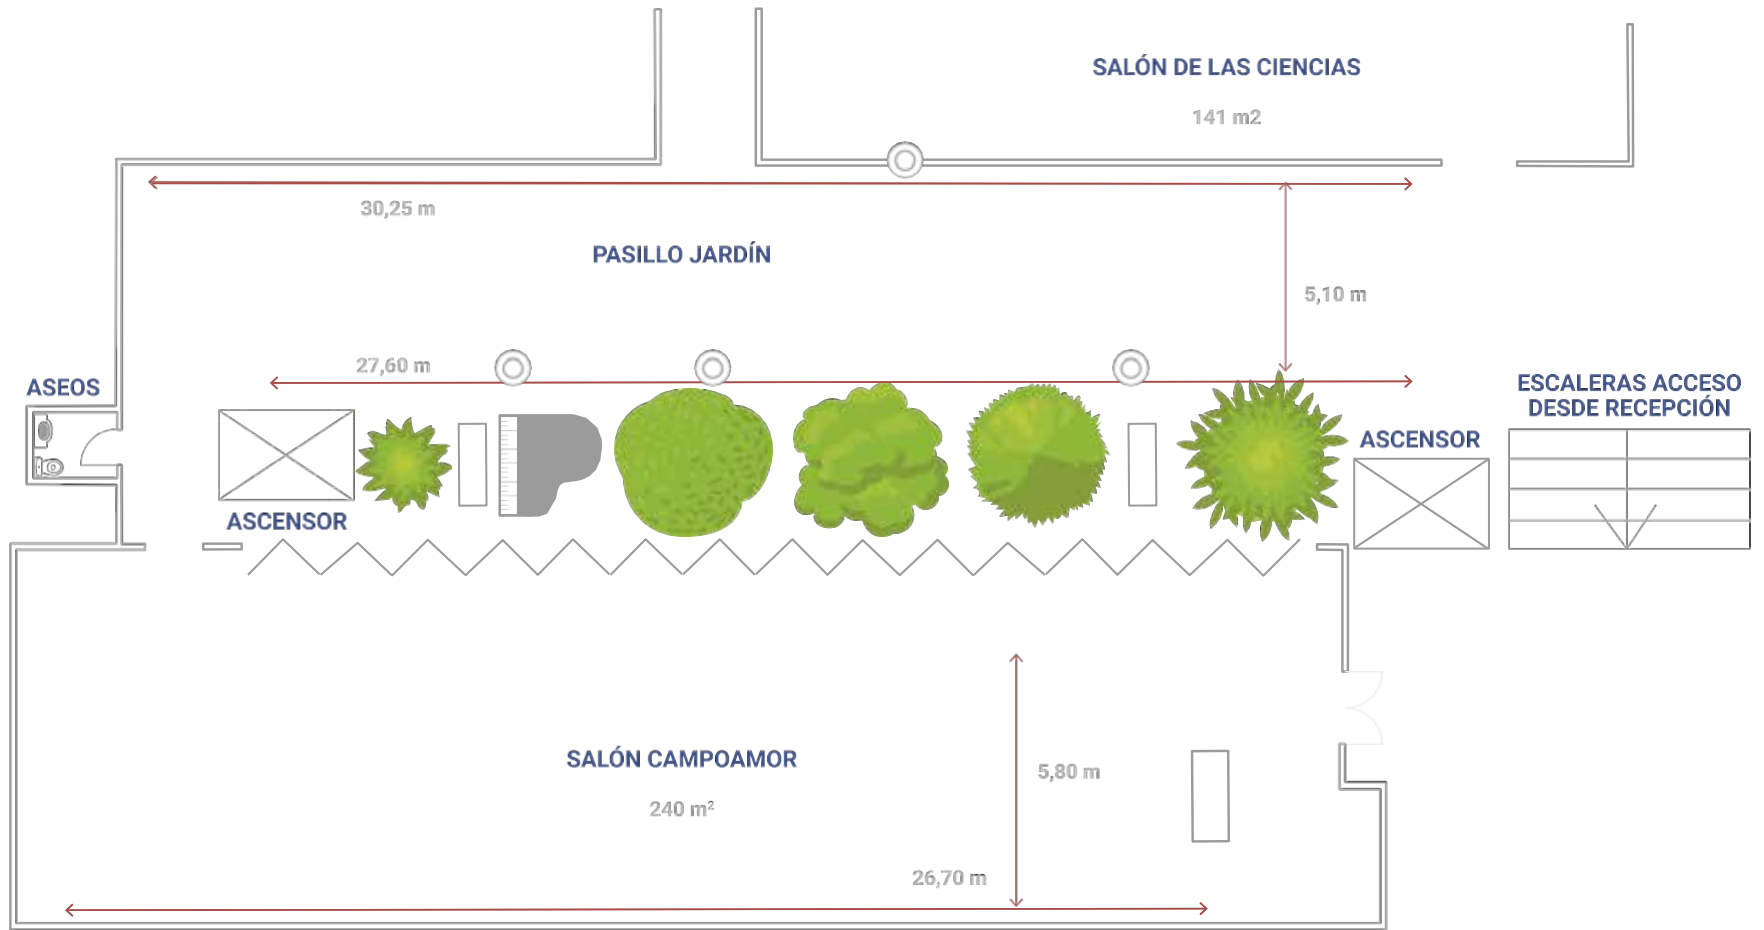 SALÓN DE LAS CIENCIAS
141 m2
30,25 m
PASILLO JARDÍN
5,10 m
27,60 m
ASEOS
ESCALERAS ACCESO
DESDE RECEPCIÓN
ASCENSOR
ASCENSOR
SALÓN CAMPOAMOR
240 m²
5,80 m
26,70 m